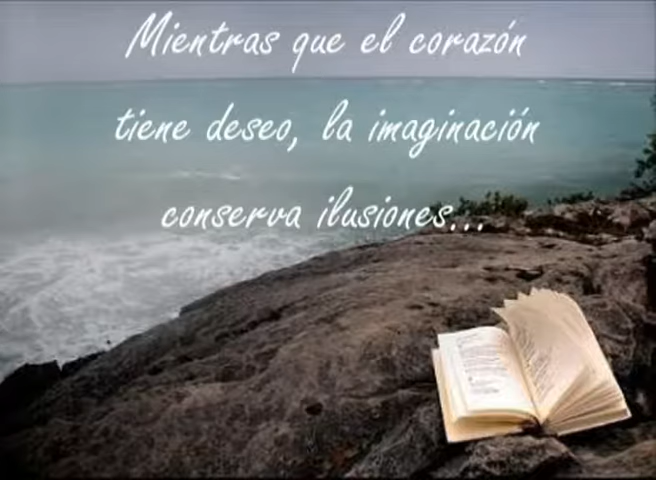 Mientras que el corazón
tiene deseo, la imaginación
conserva ilusiones...